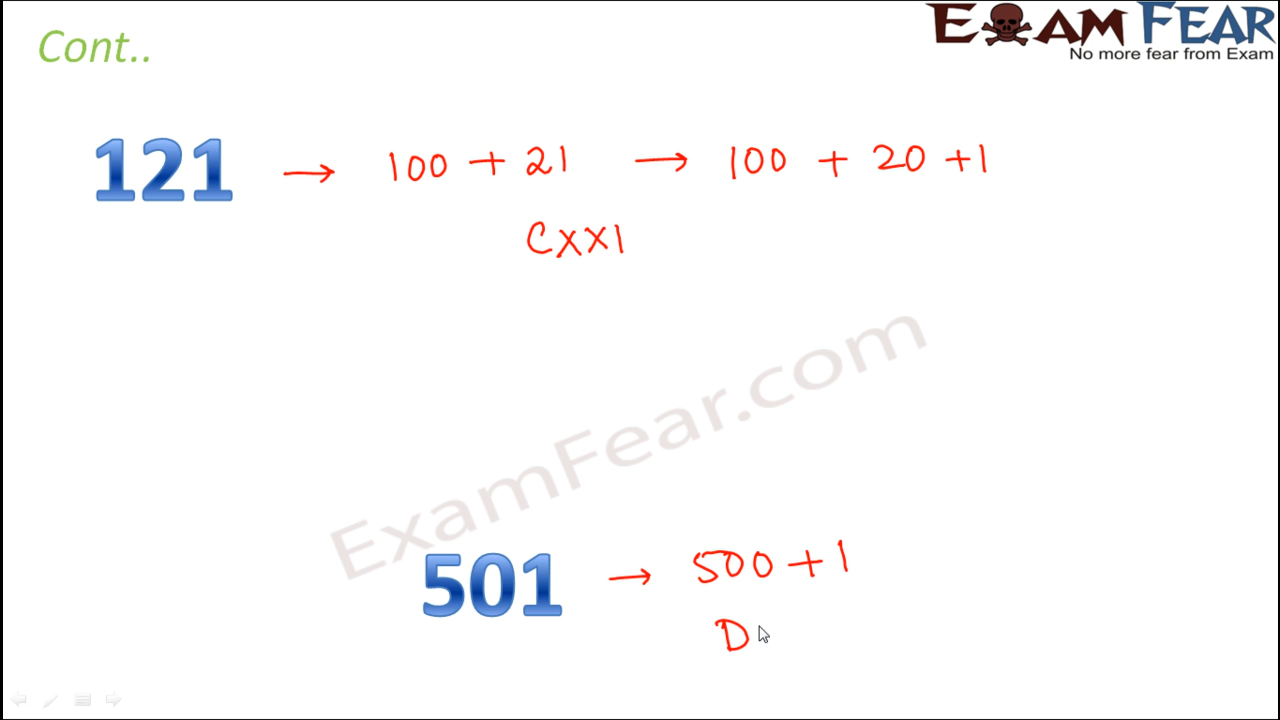 Cont..
EXAM FEAR
No more fear from Exam
121 → 100 + 21 → 100 + 20 + 1
CXXI
ExamFear.com
501 → 500 + 1
D